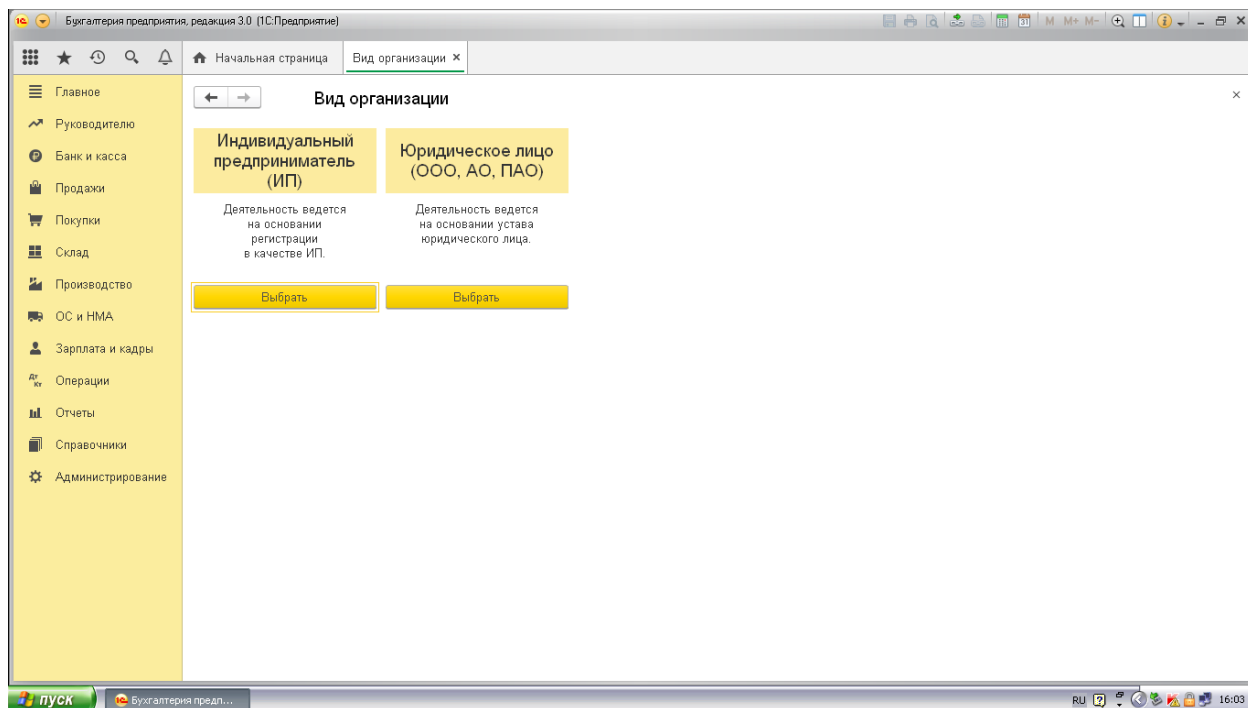 Бухгалтерия предприятия, редакция 3.0 (1С:Предприятие)
M M+ M-
Начальная страница
Вид организации ×
Главное
Руководителю
Банк и касса
Продажи
Покупки
Склад
Производство
ОС и НМА
Зарплата и кадры
Операции
Отчеты
Справочники
Администрирование
Вид организации
Индивидуальный
предприниматель
(ИП)
Деятельность ведется
на основании
регистрации
в качестве ИП.
Выбрать
Юридическое лицо
(ООО, АО, ПАО)
Деятельность ведется
на основании устава
юридического лица.
Выбрать
пуск
Бухгалтерия предп...
RU
16:03